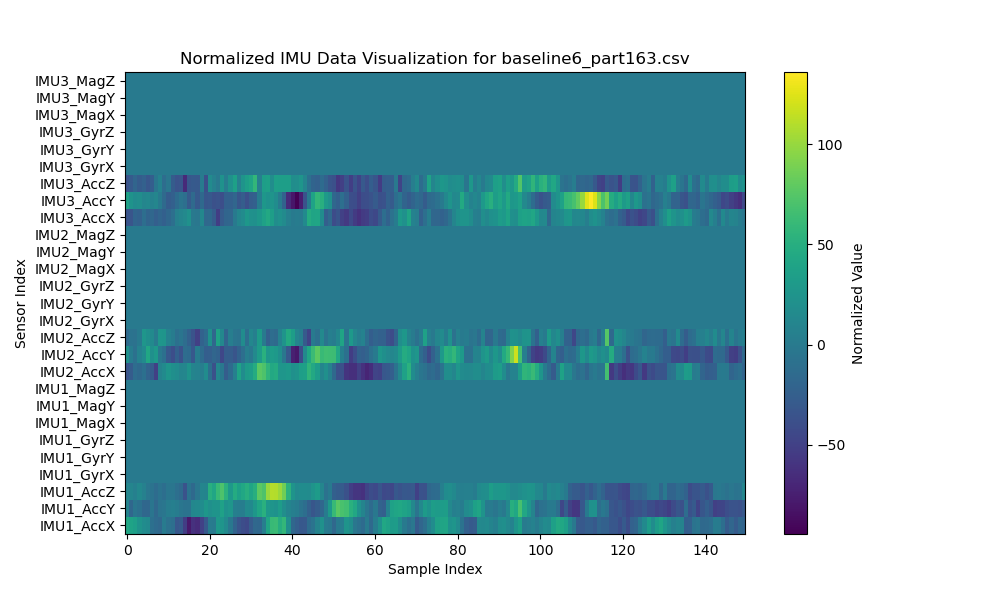 Normalized IMU Data Visualization for baseline6_part163.csv
IMU3_MagZ
IMU3_MagY
IMU3_MagX
IMU3_GyrZ
IMU3_GyrY
IMU3_GyrX
IMU3_AccZ
IMU3_AccY
IMU3_AccX
IMU2_MagZ
IMU2_MagY
IMU2_MagX
IMU2_GyrZ
IMU2_GyrY
IMU2_GyrX
IMU2_AccZ
IMU2_AccY
IMU2_AccX
IMU1_MagZ
IMU1_MagY
IMU1_MagX
IMU1_GyrZ
IMU1_GyrY
IMU1_GyrX
IMU1_AccZ
IMU1_AccY
IMU1_AccX
Sensor Index
0 20 40 60 80 100 120 140
Sample Index
100
50
0
−50
Normalized Value